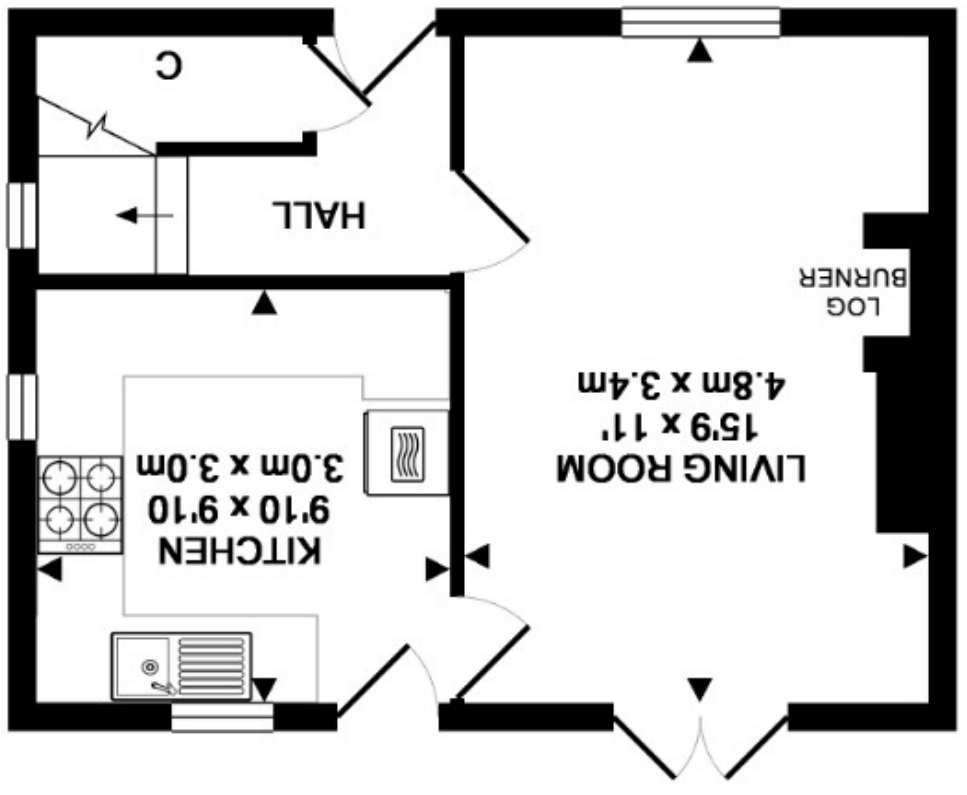 LIVING ROOM
15'9 x 11'
4.8m x 3.4m
KITCHEN
9'10 x 9'10
3.0m x 3.0m
LOG
BURNER
HALL
C